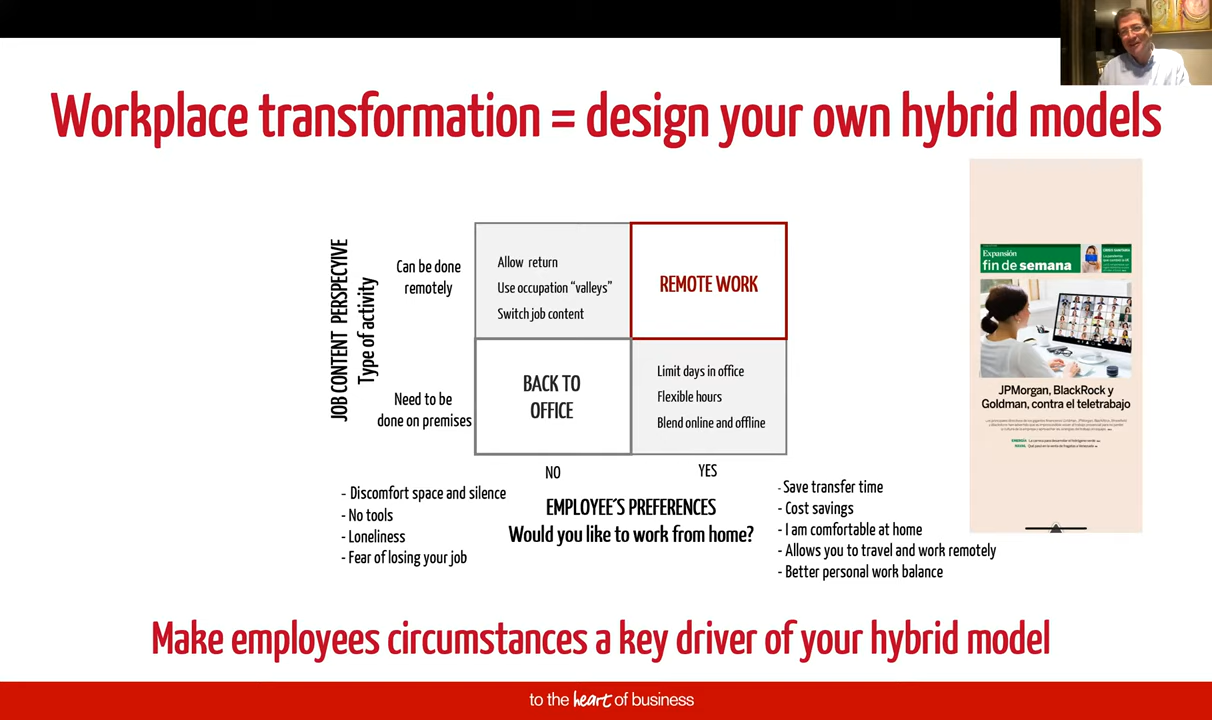 Workplace transformation = design your own hybrid models
JOB CONTENT PERSPECYIVE
Type of activity
Can be done
remotely
Need to be
done on premises
Allow return
Use occupation “valleys”
Switch job content
REMOTE WORK
BACK TO
OFFICE
Limit days in office
Flexible hours
Blend online and offline
NO
YES
EMPLOYEE´S PREFERENCES
Would you like to work from home?
- Discomfort space and silence
- No tools
- Loneliness
- Fear of losing your job
- Save transfer time
- Cost savings
- I am comfortable at home
- Allows you to travel and work remotely
- Better personal work balance
Expansión
fin de semana
JPMorgan, BlackRock y
Goldman, contra el teletrabajo
Make employees circumstances a key driver of your hybrid model
to the heart of business